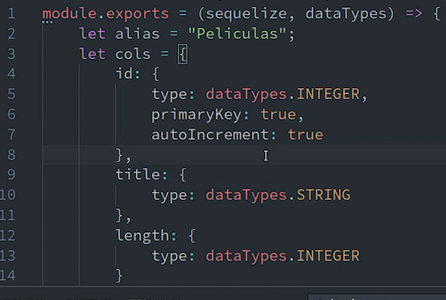 1 module.exports = (sequelize, dataTypes) => {
2 let alias = "Peliculas";
3 let cols = {
4 id: {
5 type: dataTypes.INTEGER,
6 primaryKey: true,
7 autoIncrement: true
8 },
9 title: {
10 type: dataTypes.STRING
11 },
12 length: {
13 type: dataTypes.INTEGER
14 }